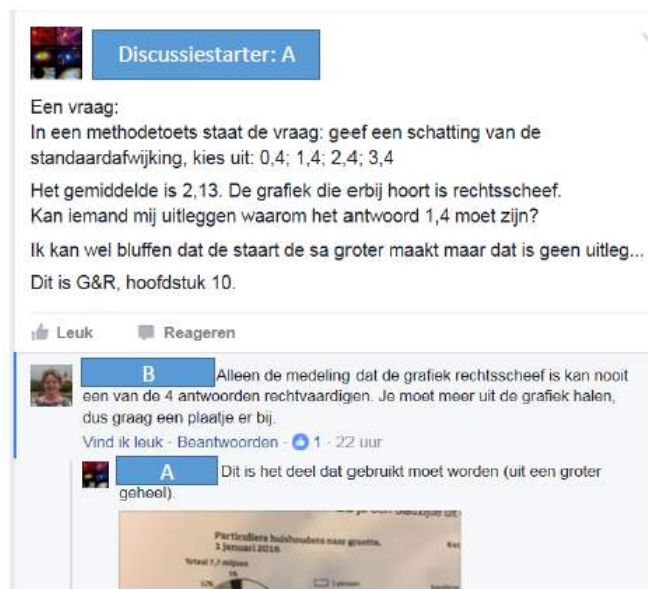 Discussiestarter: A
Een vraag:
In een methodetoets staat de vraag: geef een schatting van de
standaardafwijking, kies uit: 0,4; 1,4; 2,4; 3,4
Het gemiddelde is 2,13. De grafiek die erbij hoort is rechtsscheef.
Kan iemand mij uitleggen waarom het antwoord 1,4 moet zijn?
Ik kan wel bluffen dat de staart de sa groter maakt maar dat is geen uitleg...
Dit is G&R, hoofdstuk 10.
Leuk Reageren
B Alleen de medeling dat de grafiek rechtsscheef is kan nooit
een van de 4 antwoorden rechtvaardigen. Je moet meer uit de grafiek halen,
dus graag een plaatje er bij.
Vind ik leuk · Beantwoorden · 1 · 22 uur
A Dit is het deel dat gebruikt moet worden (uit een groter
geheel)
Particuliere huishoudens naar grootte.
1 januari 2016
Totaal 7,7 miljoen